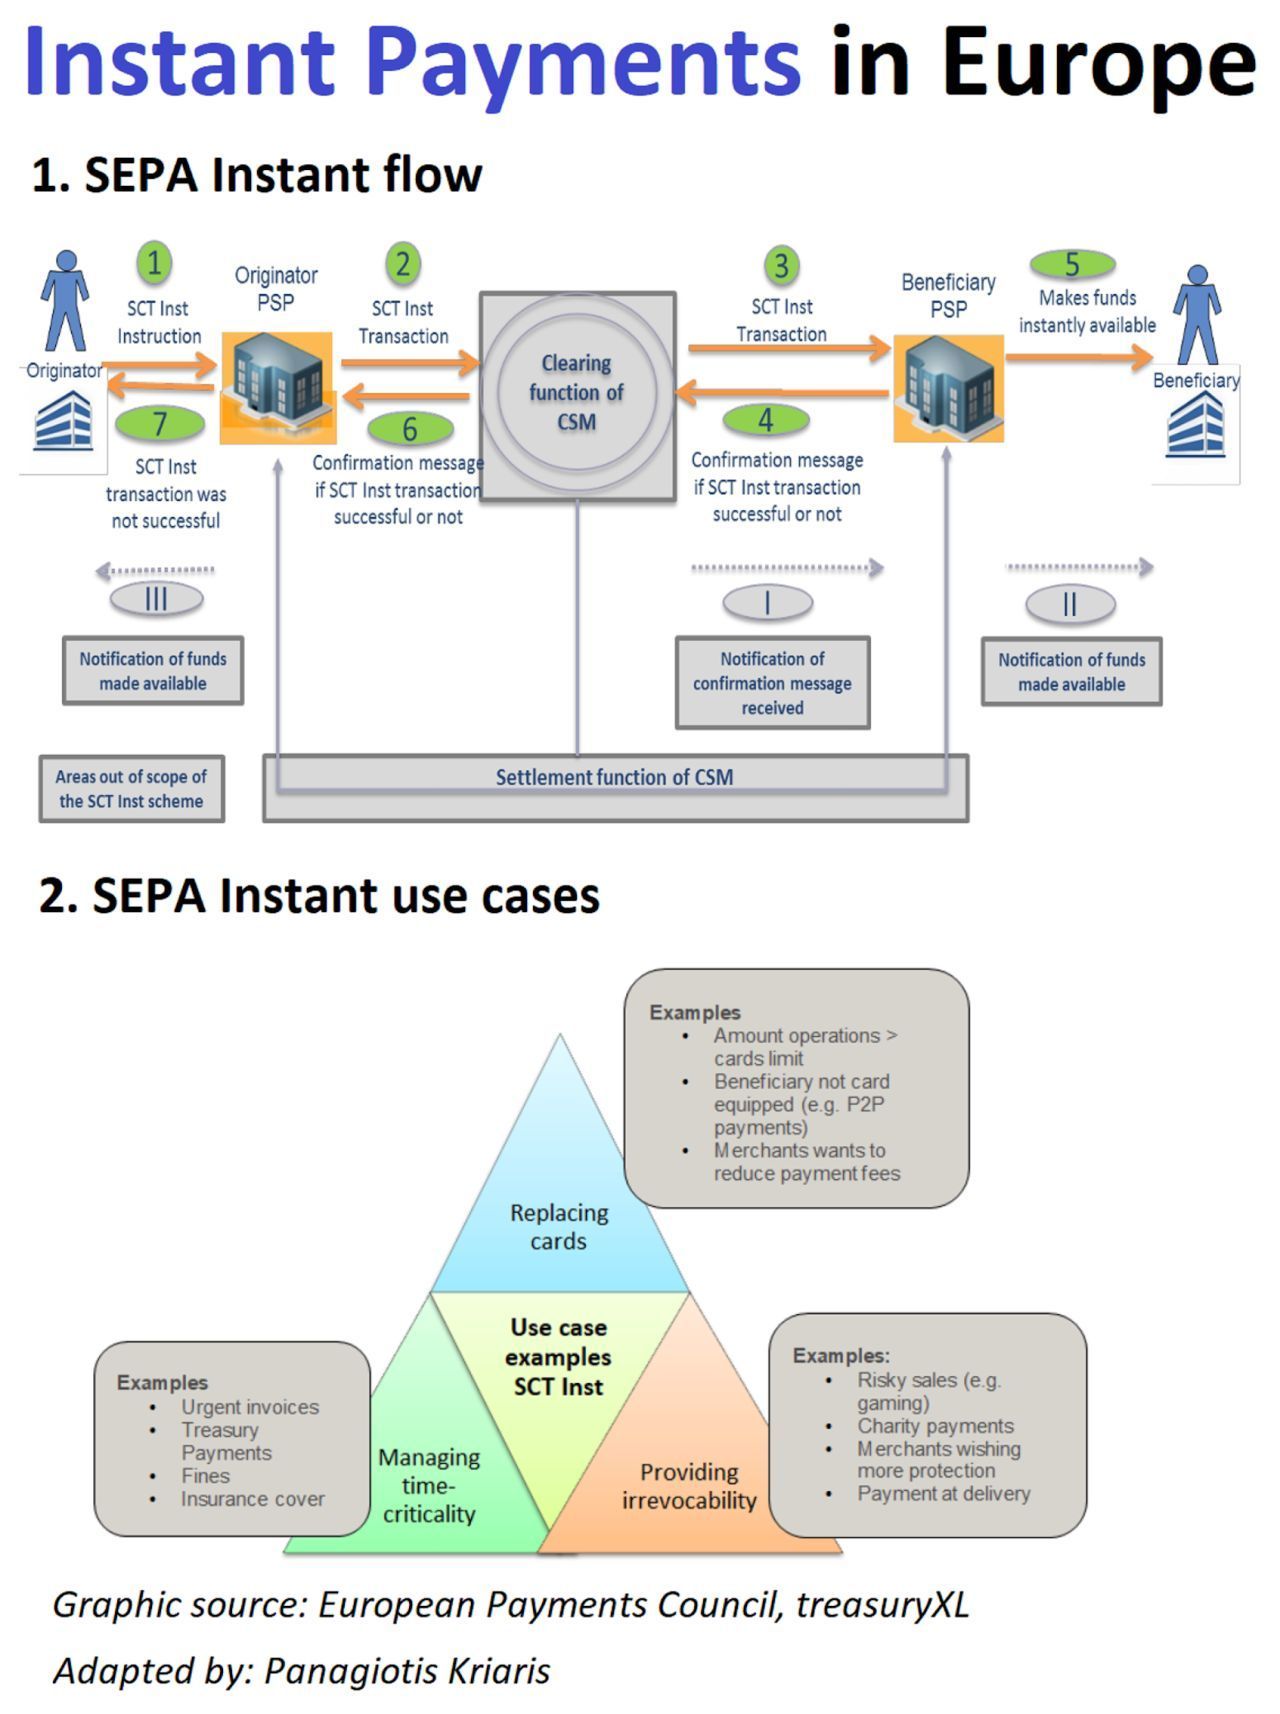 Instant Payments in Europe
1. SEPA Instant flow
1
SCT Inst
Instruction
Originator
PSP
2
SCT Inst
Transaction
Clearing
function of
CSM
3
SCT Inst
Transaction
Beneficiary
PSP
5
Makes funds
instantly available
Originator
Beneficiary
7
SCT Inst
transaction was
not successful
6
Confirmation message
if SCT Inst transaction
successful or not
4
Confirmation message
if SCT Inst transaction
successful or not
III
Notification of funds
made available
I
Notification of
confirmation message
received
II
Notification of funds
made available
Areas out of scope of
the SCT Inst scheme
Settlement function of CSM
2. SEPA Instant use cases
Examples
• Amount operations >
cards limit
• Beneficiary not card
equipped (e.g. P2P
payments)
• Merchants wants to
reduce payment fees
Replacing
cards
Use case
examples
SCT Inst
Examples
• Urgent invoices
• Treasury
Payments
• Fines
• Insurance cover
Managing
time-
criticality
Providing
irrevocability
Examples:
• Risky sales (e.g.
gaming)
• Charity payments
• Merchants wishing
more protection
• Payment at delivery
Graphic source: European Payments Council, treasuryXL
Adapted by: Panagiotis Kriaris